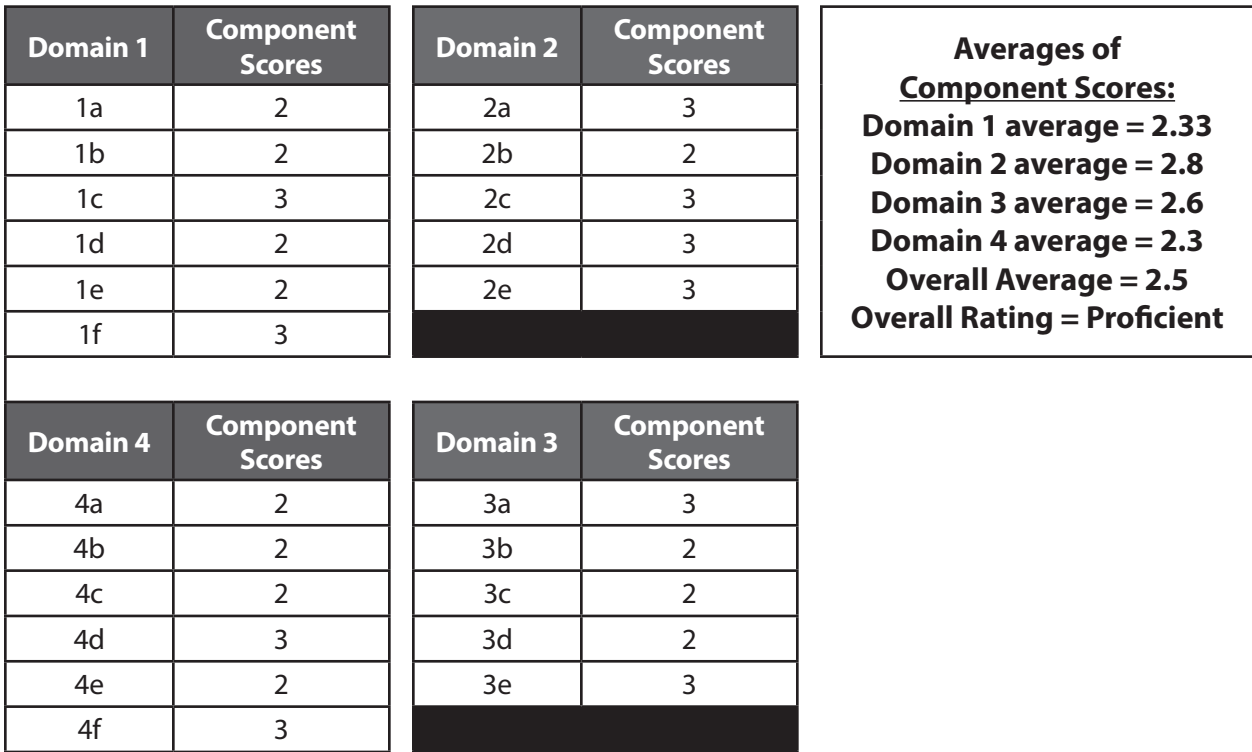 Domain 1 Component Scores
1a 2
1b 2
1c 3
1d 2
1e 2
1f 3
Domain 2 Component Scores
2a 3
2b 2
2c 3
2d 3
2e 3
Averages of
Component Scores:
Domain 1 average = 2.33
Domain 2 average = 2.8
Domain 3 average = 2.6
Domain 4 average = 2.3
Overall Average = 2.5
Overall Rating = Proficient
Domain 4 Component Scores
4a 2
4b 2
4c 2
4d 3
4e 2
4f 3
Domain 3 Component Scores
3a 3
3b 2
3c 2
3d 2
3e 3